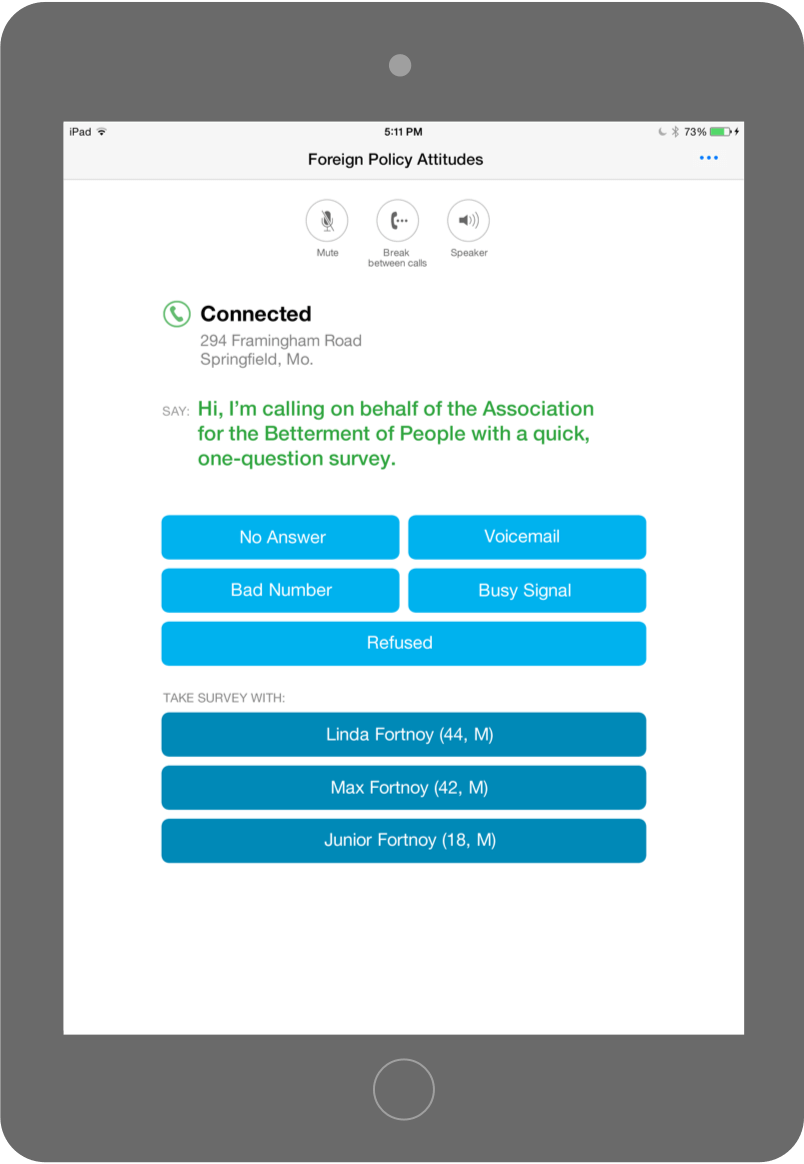 iPad 5:11 PM 73%
Foreign Policy Attitudes
Mute
Break
between calls
Speaker
Connected
294 Framingham Road
Springfield, Mo.
SAY: Hi, I'm calling on behalf of the Association
for the Betterment of People with a quick,
one-question survey.
No Answer
Voicemail
Bad Number
Busy Signal
Refused
TAKE SURVEY WITH:
Linda Fortnoy (44, M)
Max Fortnoy (42, M)
Junior Fortnoy (18, M)